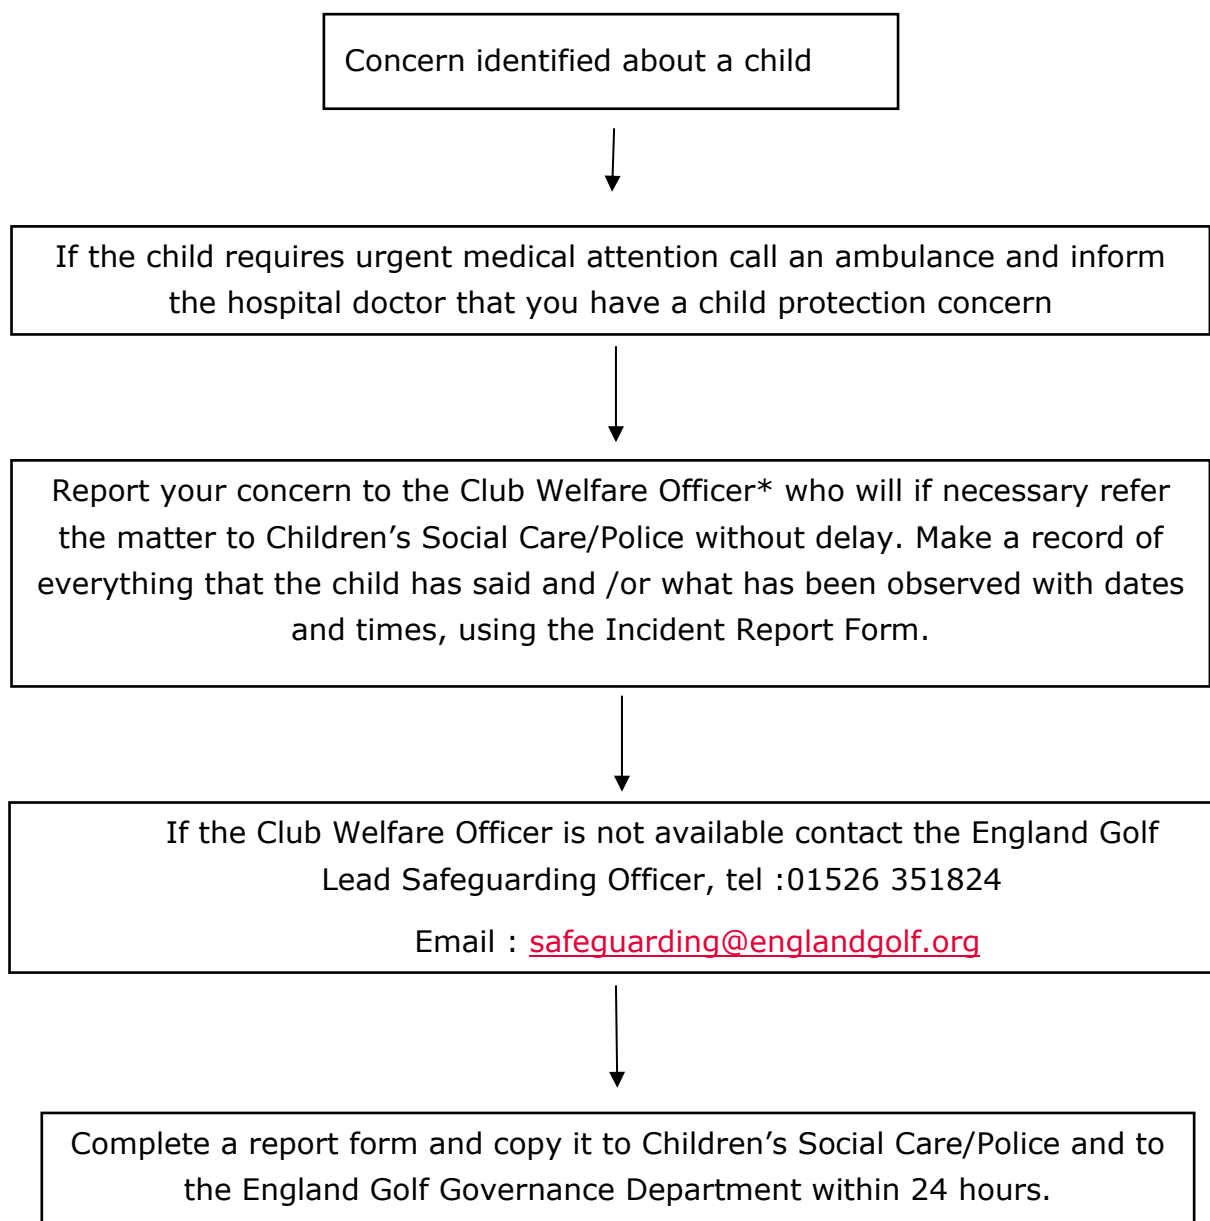 Concern identified about a child
If the child requires urgent medical attention call an ambulance and inform
the hospital doctor that you have a child protection concern
Report your concern to the Club Welfare Officer* who will if necessary refer
the matter to Children’s Social Care/Police without delay. Make a record of
everything that the child has said and /or what has been observed with dates
and times, using the Incident Report Form.
If the Club Welfare Officer is not available contact the England Golf
Lead Safeguarding Officer, tel :01526 351824
Email : safeguarding@englandgolf.org
Complete a report form and copy it to Children’s Social Care/Police and to
the England Golf Governance Department within 24 hours.